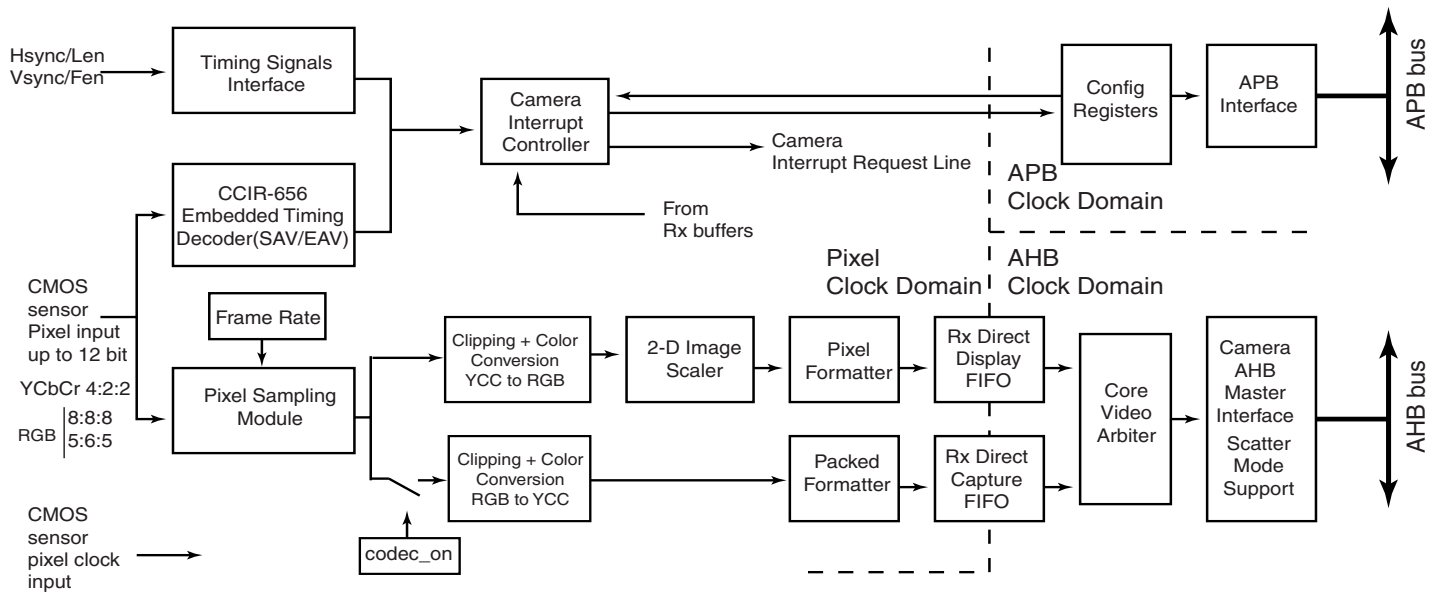 Hsync/Len
Vsync/Fen
Timing Signals
Interface
CCIR-656
Embedded Timing
Decoder(SAV/EAV)
Camera
Interrupt
Controller
Camera
Interrupt Request Line
From
Rx buffers
Config
Registers
APB
Interface
APB bus
APB
Clock Domain
Pixel
Clock Domain
AHB
Clock Domain
CMOS
sensor
Pixel input
up to 12 bit
YCbCr 4:2:2
RGB
8:8:8
5:6:5
Frame Rate
Pixel Sampling
Module
Clipping + Color
Conversion
YCC to RGB
2-D Image
Scaler
Pixel
Formatter
Rx Direct
Display
FIFO
Core
Video
Arbiter
Camera
AHB
Master
Interface
Scatter
Mode
Support
AHB bus
Clipping + Color
Conversion
RGB to YCC
Packed
Formatter
Rx Direct
Capture
FIFO
codec_on
CMOS
sensor
pixel clock
input